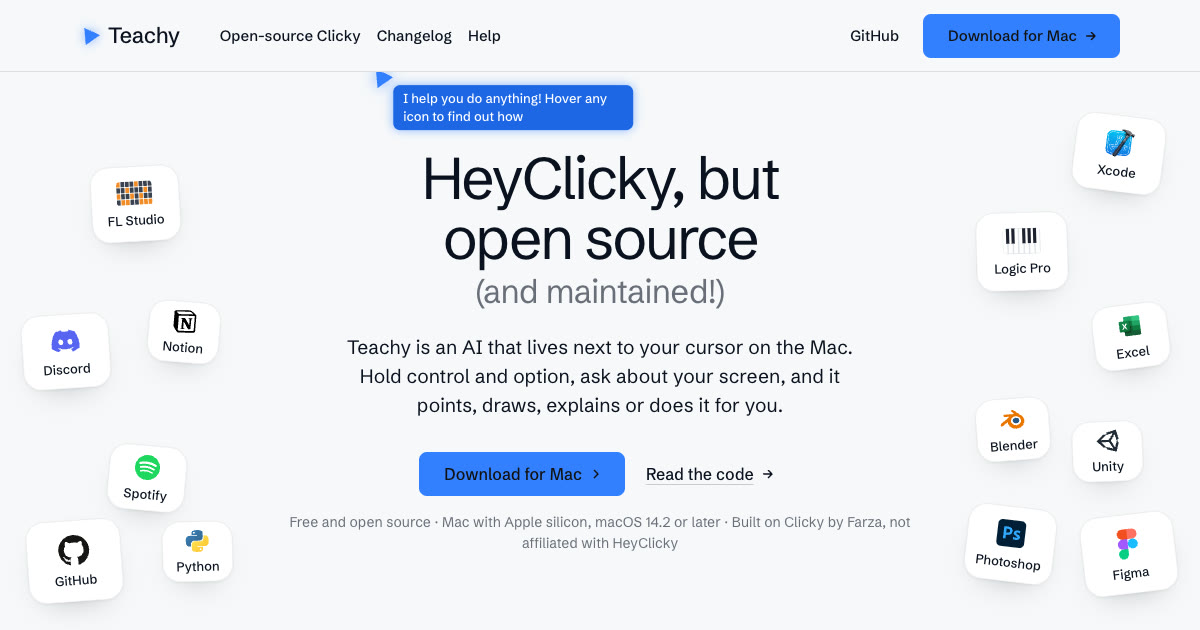 Teachy
Open-source Clicky
Changelog
Help
GitHub
Download for Mac →
I help you do anything! Hover any
icon to find out how
HeyClicky, but
open source
(and maintained!)
Teachy is an AI that lives next to your cursor on the Mac.
Hold control and option, ask about your screen, and it
points, draws, explains or does it for you.
Download for Mac ›
Read the code →
Free and open source · Mac with Apple silicon, macOS 14.2 or later · Built on Clicky by Farza, not
affiliated with HeyClicky
FL Studio
Discord
Notion
Spotify
GitHub
Python
Xcode
Logic Pro
Excel
Blender
Unity
Ps
Photoshop
Figma